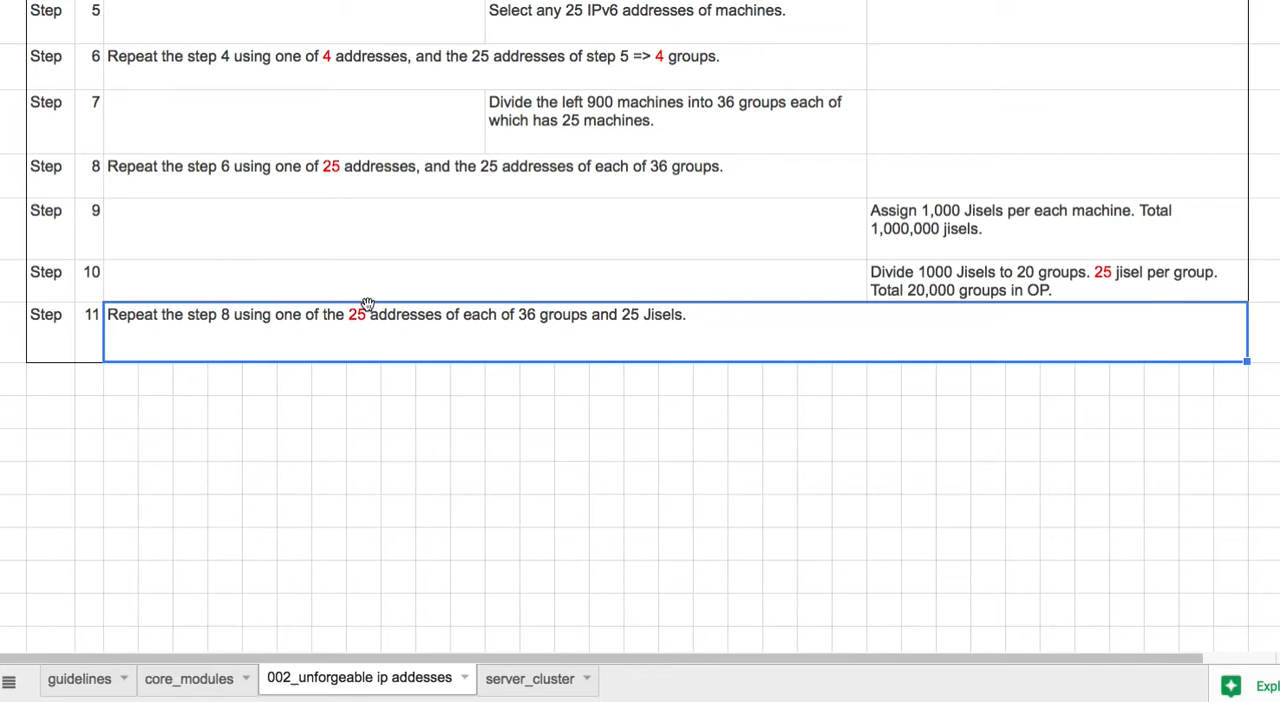 Step 5 Select any 25 IPv6 addresses of machines.
Step 6 Repeat the step 4 using one of 4 addresses, and the 25 addresses of step 5 => 4 groups.
Step 7 Divide the left 900 machines into 36 groups each of
which has 25 machines.
Step 8 Repeat the step 6 using one of 25 addresses, and the 25 addresses of each of 36 groups.
Step 9 Assign 1,000 Jisels per each machine. Total
1,000,000 jisels.
Step 10 Divide 1000 Jisels to 20 groups. 25 jisel per group.
Total 20,000 groups in OP.
Step 11 Repeat the step 8 using one of the 25 addresses of each of 36 groups and 25 Jisels.
guidelines core_modules 002_unforgeable ip addesses server_cluster Expl